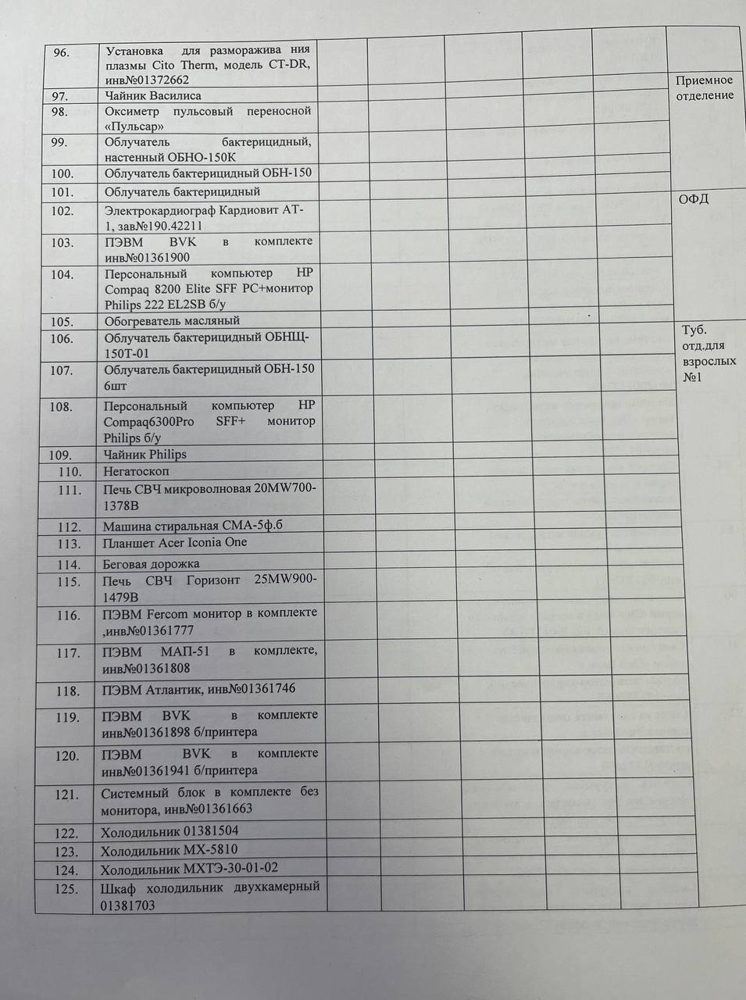 96. Установка для разморажива ния
плазмы Cito Therm, модель CT-DR,
инв№01372662
97. Чайник Василиса
Приемное
отделение
98. Оксиметр пульсовый переносной
«Пульсар»
99. Облучатель бактерицидный,
настенный ОБНО-150К
100. Облучатель бактерицидный ОБН-150
101. Облучатель бактерицидный
102. Электрокардиограф Кардиовит АТ-
1, зав№190.42211
ОФД
103. ПЭВМ BVK в комплекте
инв№01361900
104. Персональный компьютер HP
Compaq 8200 Elite SFF PC+монитор
Philips 222 EL2SB б/у
105. Обогреватель масляный
106. Облучатель бактерицидный ОБНЩ-
150Т-01
Туб.
отд.для
взрослых
№1
107. Облучатель бактерицидный ОБН-150
6шт
108. Персональный компьютер HP
Compaq6300Pro SFF+ монитор
Philips б/у
109. Чайник Philips
110. Негатоскоп
111. Печь СВЧ микроволновая 20MW700-
1378В
112. Машина стиральная СМА-5ф.б
113. Планшет Acer Iconia One
114. Беговая дорожка
115. Печь СВЧ Горизонт 25MW900-
1479В
116. ПЭВМ Fercom монитор в комплекте
,инв№01361777
117. ПЭВМ МАП-51 в комплекте,
инв№01361808
118. ПЭВМ Атлантик, инв№01361746
119. ПЭВМ BVK в комплекте
инв№01361898 б/принтера
120. ПЭВМ BVK в комплекте
инв№01361941 б/принтера
121. Системный блок в комплекте без
монитора, инв№01361663
122. Холодильник 01381504
123. Холодильник МХ-5810
124. Холодильник МХТЭ-30-01-02
125. Шкаф холодильник двухкамерный
01381703